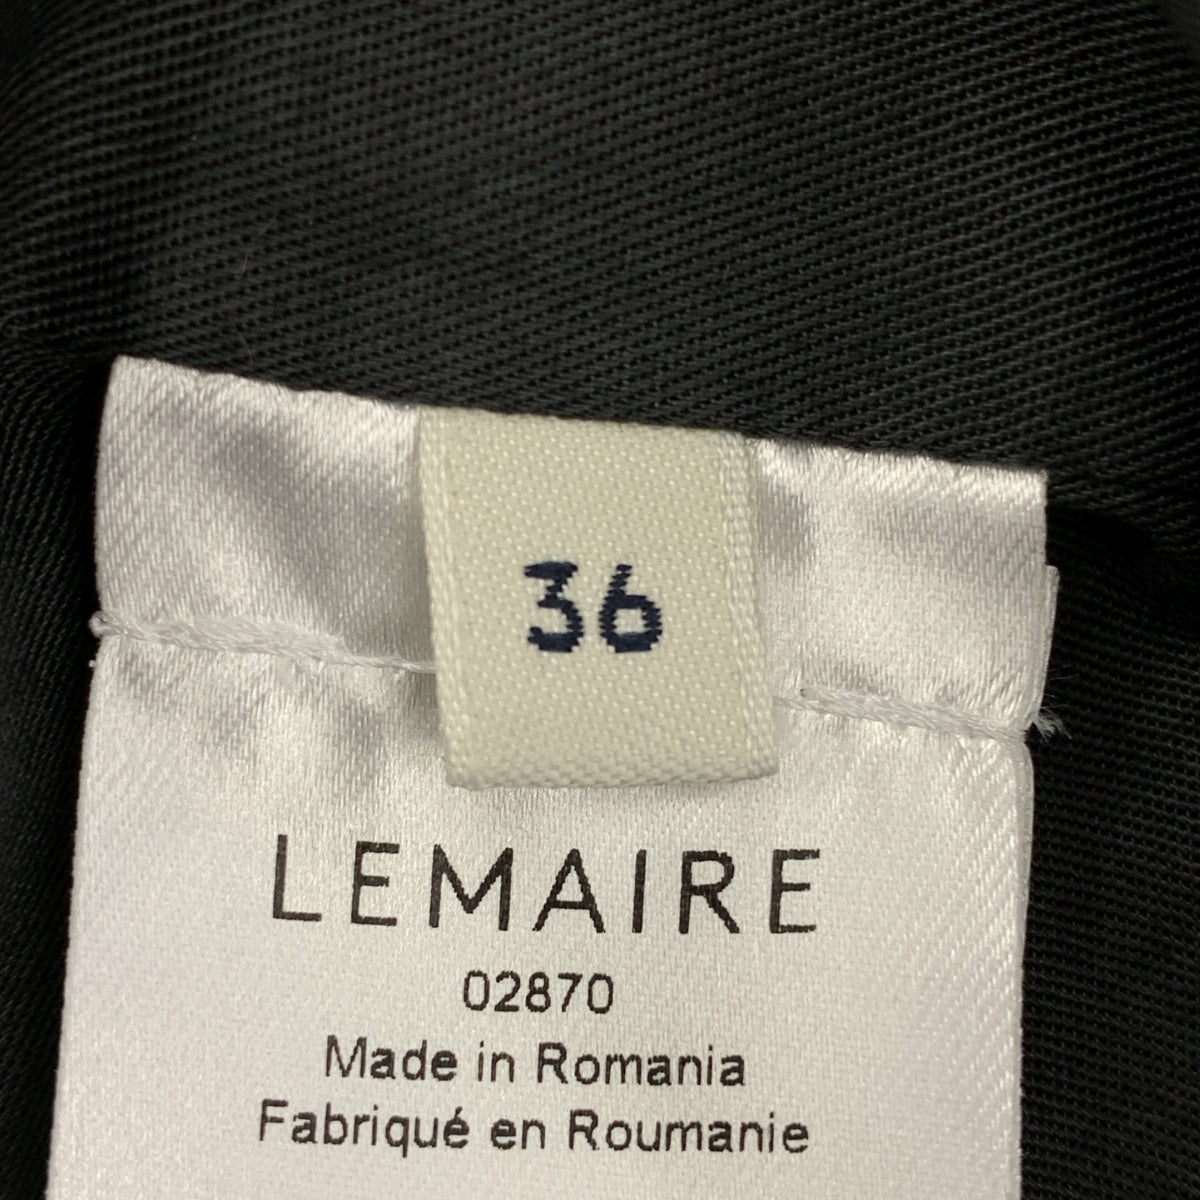 36
LEMAIRE
02870
Made in Romania
Fabriqué en Roumanie